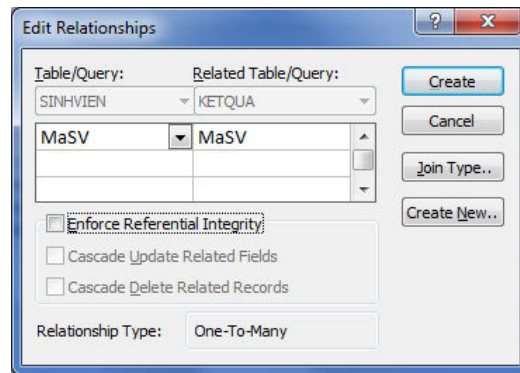 Edit Relationships
Table/Query: Related Table/Query:
SINHVIEN KETQUA
MaSV MaSV
Enforce Referential Integrity
Cascade Update Related Fields
Cascade Delete Related Records
Relationship Type: One-To-Many
Create
Cancel
Join Type..
Create New..